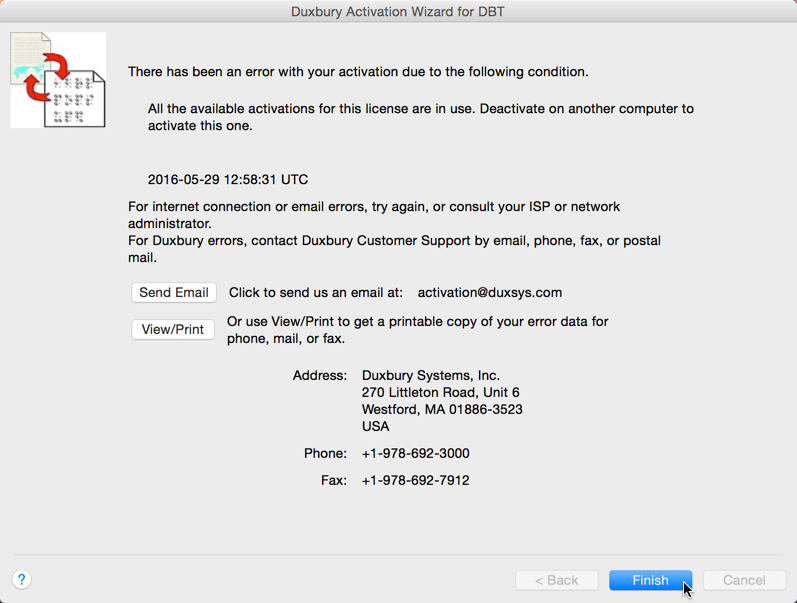 Duxbury Activation Wizard for DBT
There has been an error with your activation due to the following condition.
All the available activations for this license are in use. Deactivate on another computer to
activate this one.
2016-05-29 12:58:31 UTC
For internet connection or email errors, try again, or consult your ISP or network
administrator.
For Duxbury errors, contact Duxbury Customer Support by email, phone, fax, or postal
mail.
Send Email Click to send us an email at: activation@duxsys.com
View/Print Or use View/Print to get a printable copy of your error data for
phone, mail, or fax.
Address: Duxbury Systems, Inc.
270 Littleton Road, Unit 6
Westford, MA 01886-3523
USA
Phone: +1-978-692-3000
Fax: +1-978-692-7912
? < Back Finish Cancel